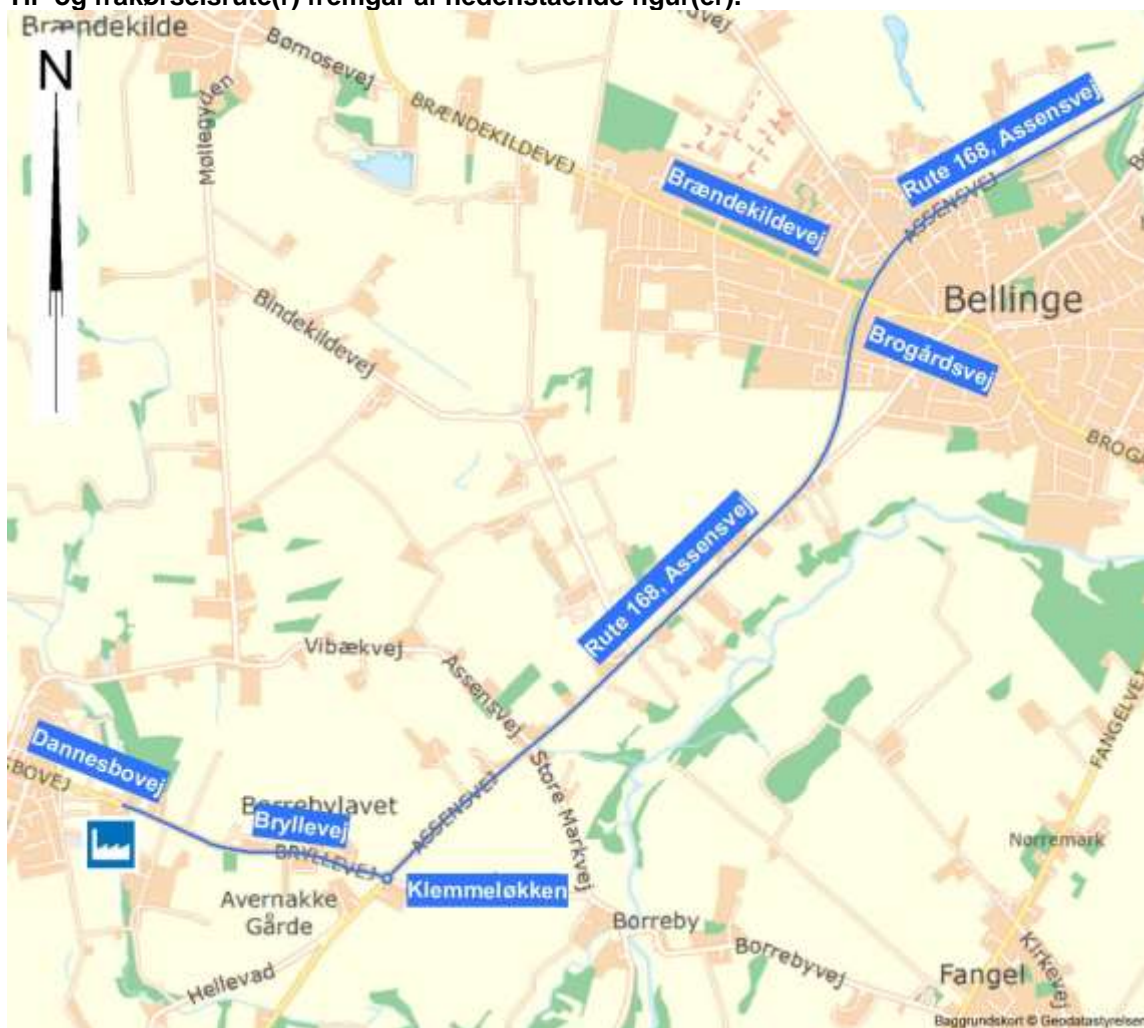 Til- og frakørselsrute(r) fremgår af nedenstående figur(er):
Brændekilde
N
Bømosevej
Møllegyden
BRÆNDEKILDEVEJ
Rute 168, Assensvej
ASSENSVEJ
Brændekildevej
Bellinge
Bindekildevej
Brogårdsvej
Rute 168, Assensvej
Vibækvej
Assensvej
FANGELVEJ
Dannesbovej
SBOVEJ
Borrebylavet
ASSENSVEJ
Store Markvej
Bryllevej
BRYLLEVEJ
Nørremark
Klemmeløkken
Avernakke
Gårde
Borreby
Borrebyvej
Kirkevej
Hellevad
Fangel
Baggrundskort © Geodatastyrelsen